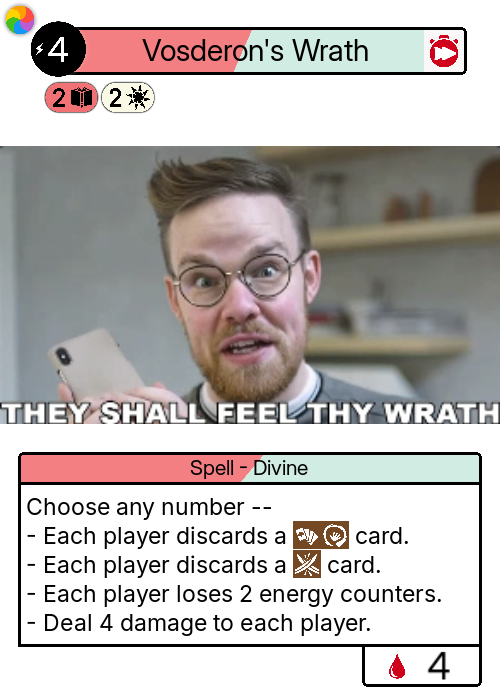 4 Vosderon's Wrath
2 2
THEY SHALL FEEL THY WRATH
Spell - Divine
Choose any number --
- Each player discards a card.
- Each player discards a card.
- Each player loses 2 energy counters.
- Deal 4 damage to each player.
4